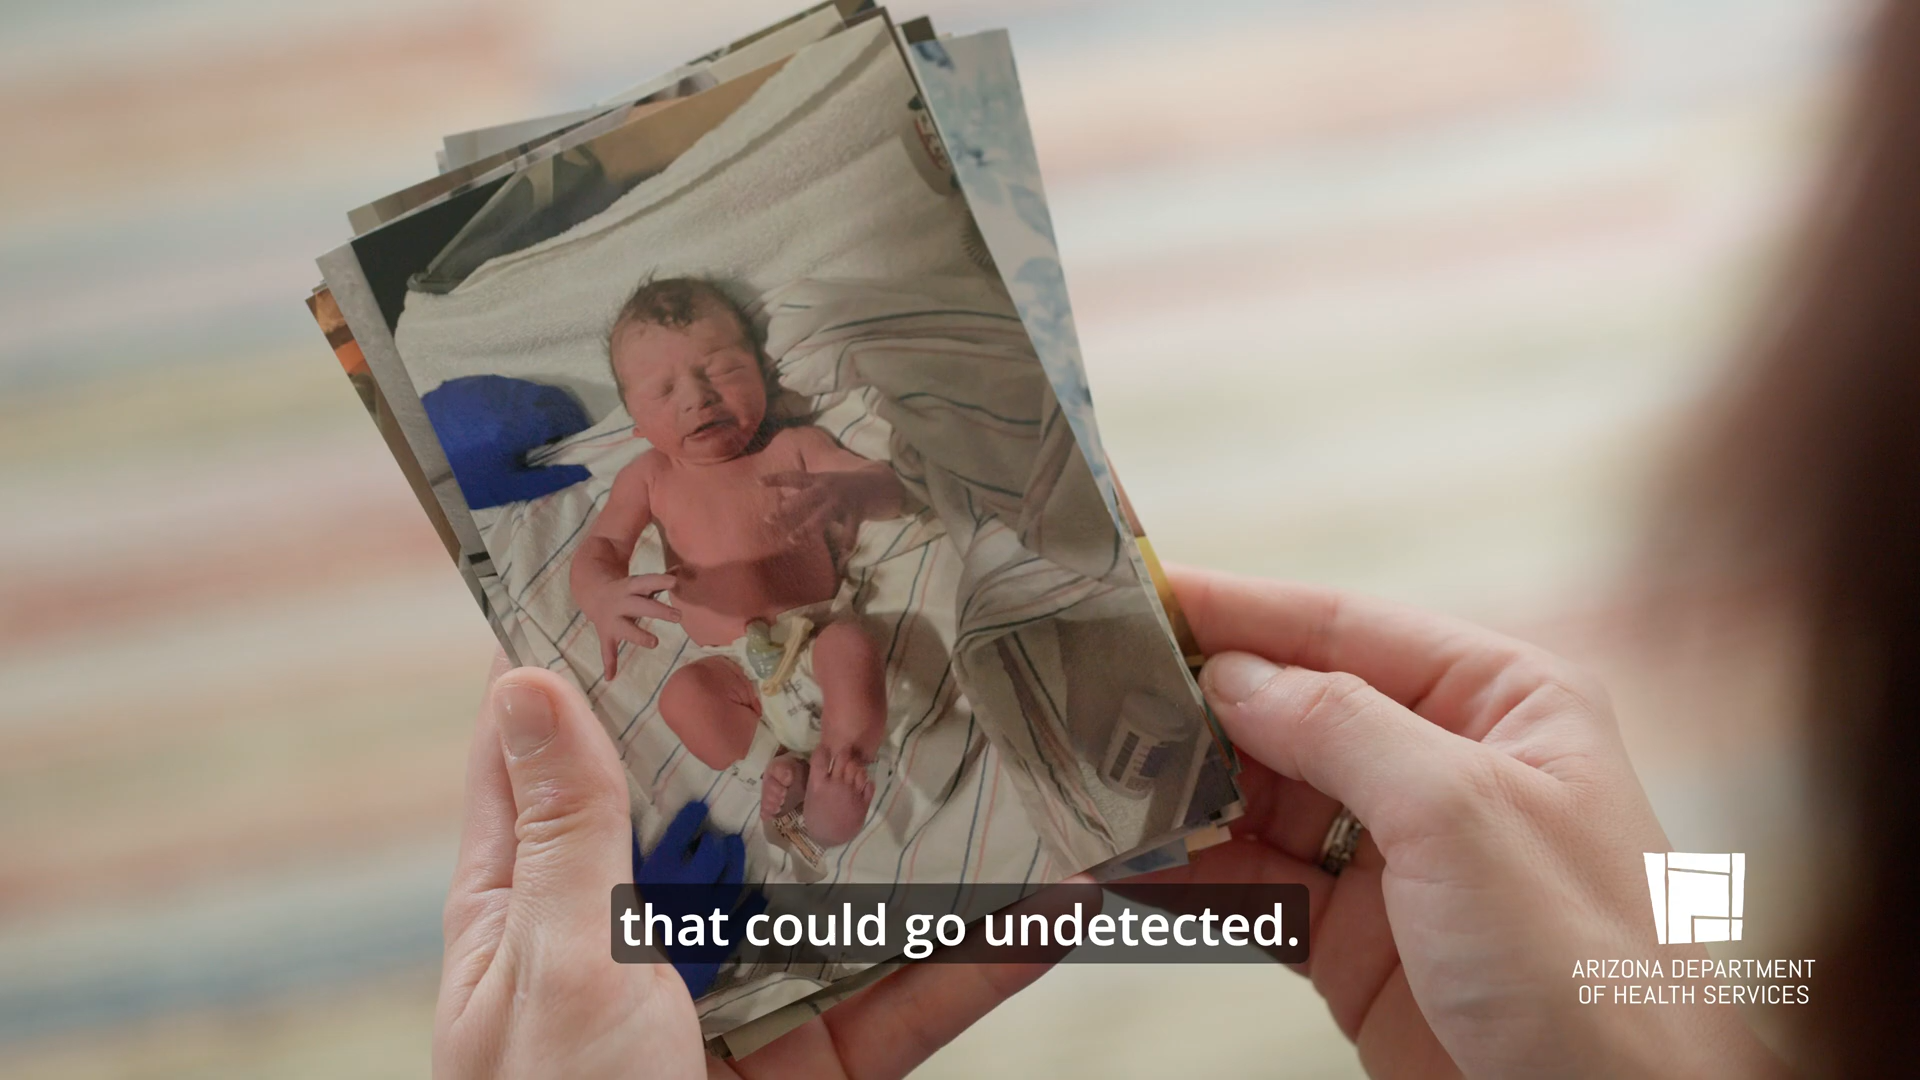 that could go undetected.
ARIZONA DEPARTMENT
OF HEALTH SERVICES